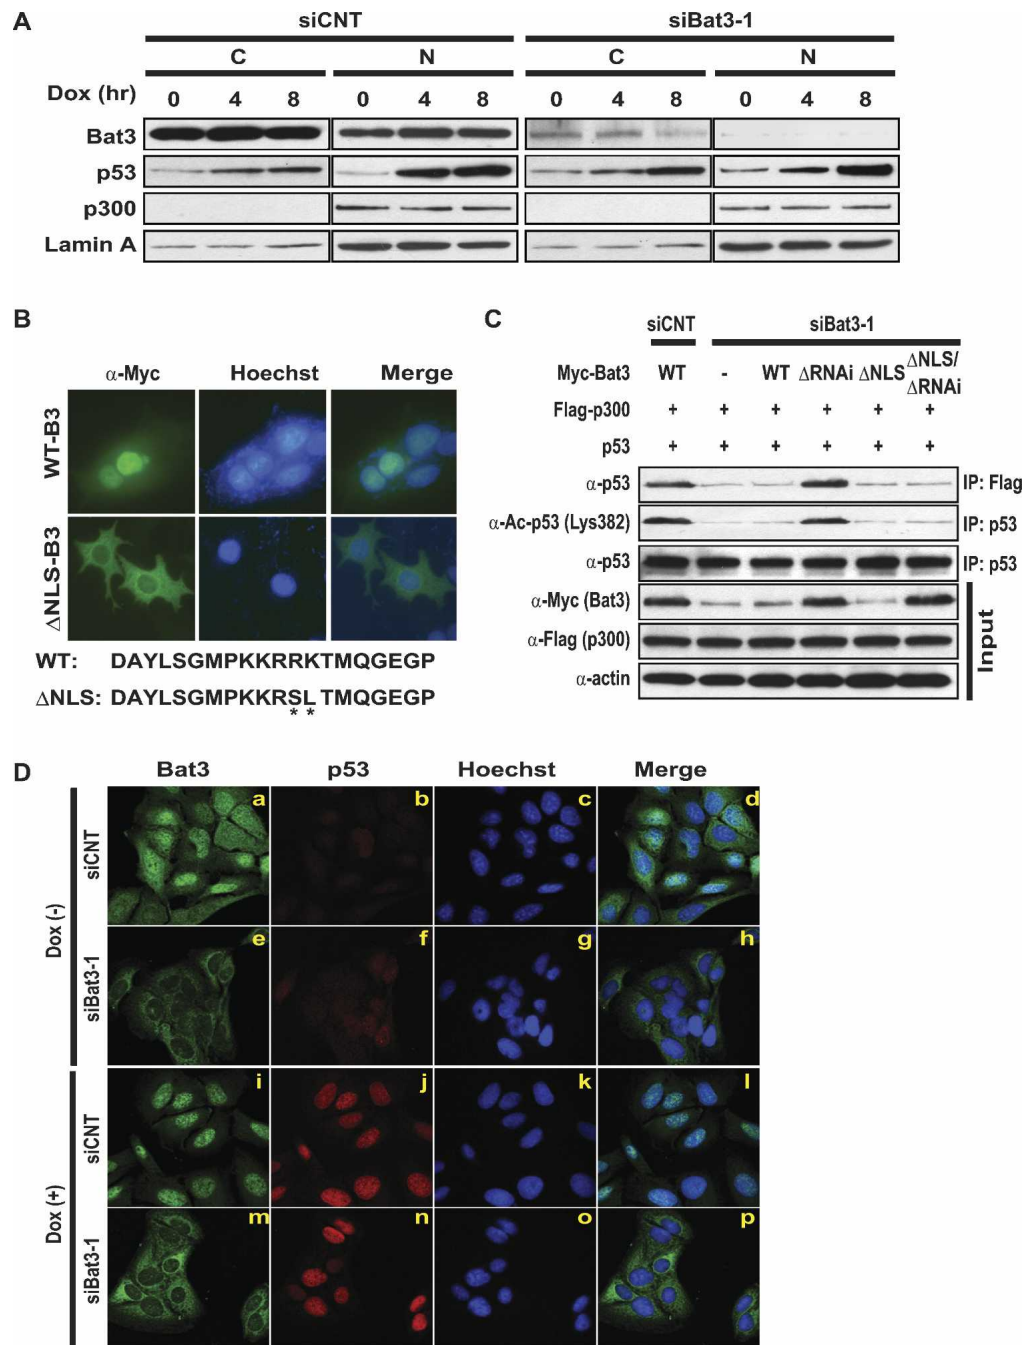 A
siCNT siBat3-1
C N C N
Dox (hr) 0 4 8 0 4 8 0 4 8 0 4 8
Bat3
p53
p300
Lamin A
B
α-Myc Hoechst Merge
WT-B3
ΔNLS-B3
WT: DAYLSGMPKKRRKTMQGEGP
ΔNLS: DAYLSGMPKKRSLTMQGEGP
* *
C
siCNT siBat3-1
Myc-Bat3 WT - WT ΔRNAi ΔNLS ΔNLS/
ΔRNAi
Flag-p300 + + + + + +
p53 + + + + + +
α-p53 IP: Flag
α-Ac-p53 (Lys382) IP: p53
α-p53 IP: p53
α-Myc (Bat3)
α-Flag (p300)
α-actin
Input
D
Bat3 p53 Hoechst Merge
Dox (-)
siCNT
a b c d
siBat3-1
e f g h
Dox (+)
siCNT
i j k l
siBat3-1
m n o p